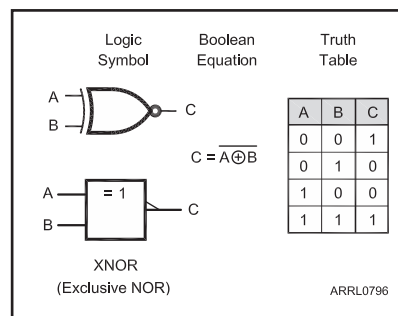 Logic Symbol
Boolean Equation
Truth Table
A
B
C
C = \overline{A⊕B}
A B C
0 0 1
0 1 0
1 0 0
1 1 1
A
B
= 1
C
XNOR
(Exclusive NOR)
ARRL0796